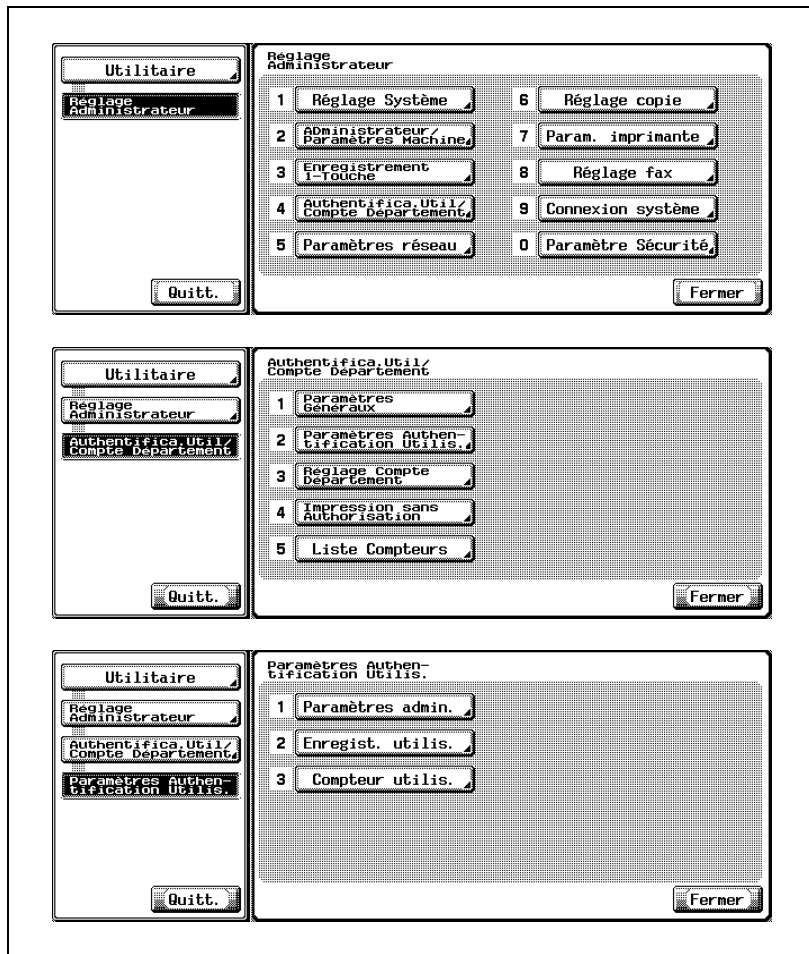 Utilitaire
Réglage
Administrateur
Quitt.
Réglage
Administrateur
1 Réglage Système
2 ADministrateur/
Paramètres Machine
3 Enregistrement
1-Touche
4 Authentifica.Util/
Compte Département
5 Paramètres réseau
6 Réglage copie
7 Param. imprimante
8 Réglage fax
9 Connexion système
0 Paramètre Sécurité
Fermer
Utilitaire
Réglage
Administrateur
Authentifica.Util/
Compte Département
Quitt.
Authentifica.Util/
Compte Département
1 Paramètres
Généraux
2 Paramètres Authen-
tification Utilis.
3 Réglage Compte
Département
4 Impression sans
Authorisation
5 Liste Compteurs
Fermer
Utilitaire
Réglage
Administrateur
Authentifica.Util/
Compte Département
Paramètres Authen-
tification Utilis.
Quitt.
Paramètres Authen-
tification Utilis.
1 Paramètres admin.
2 Enregist. utilis.
3 Compteur utilis.
Fermer